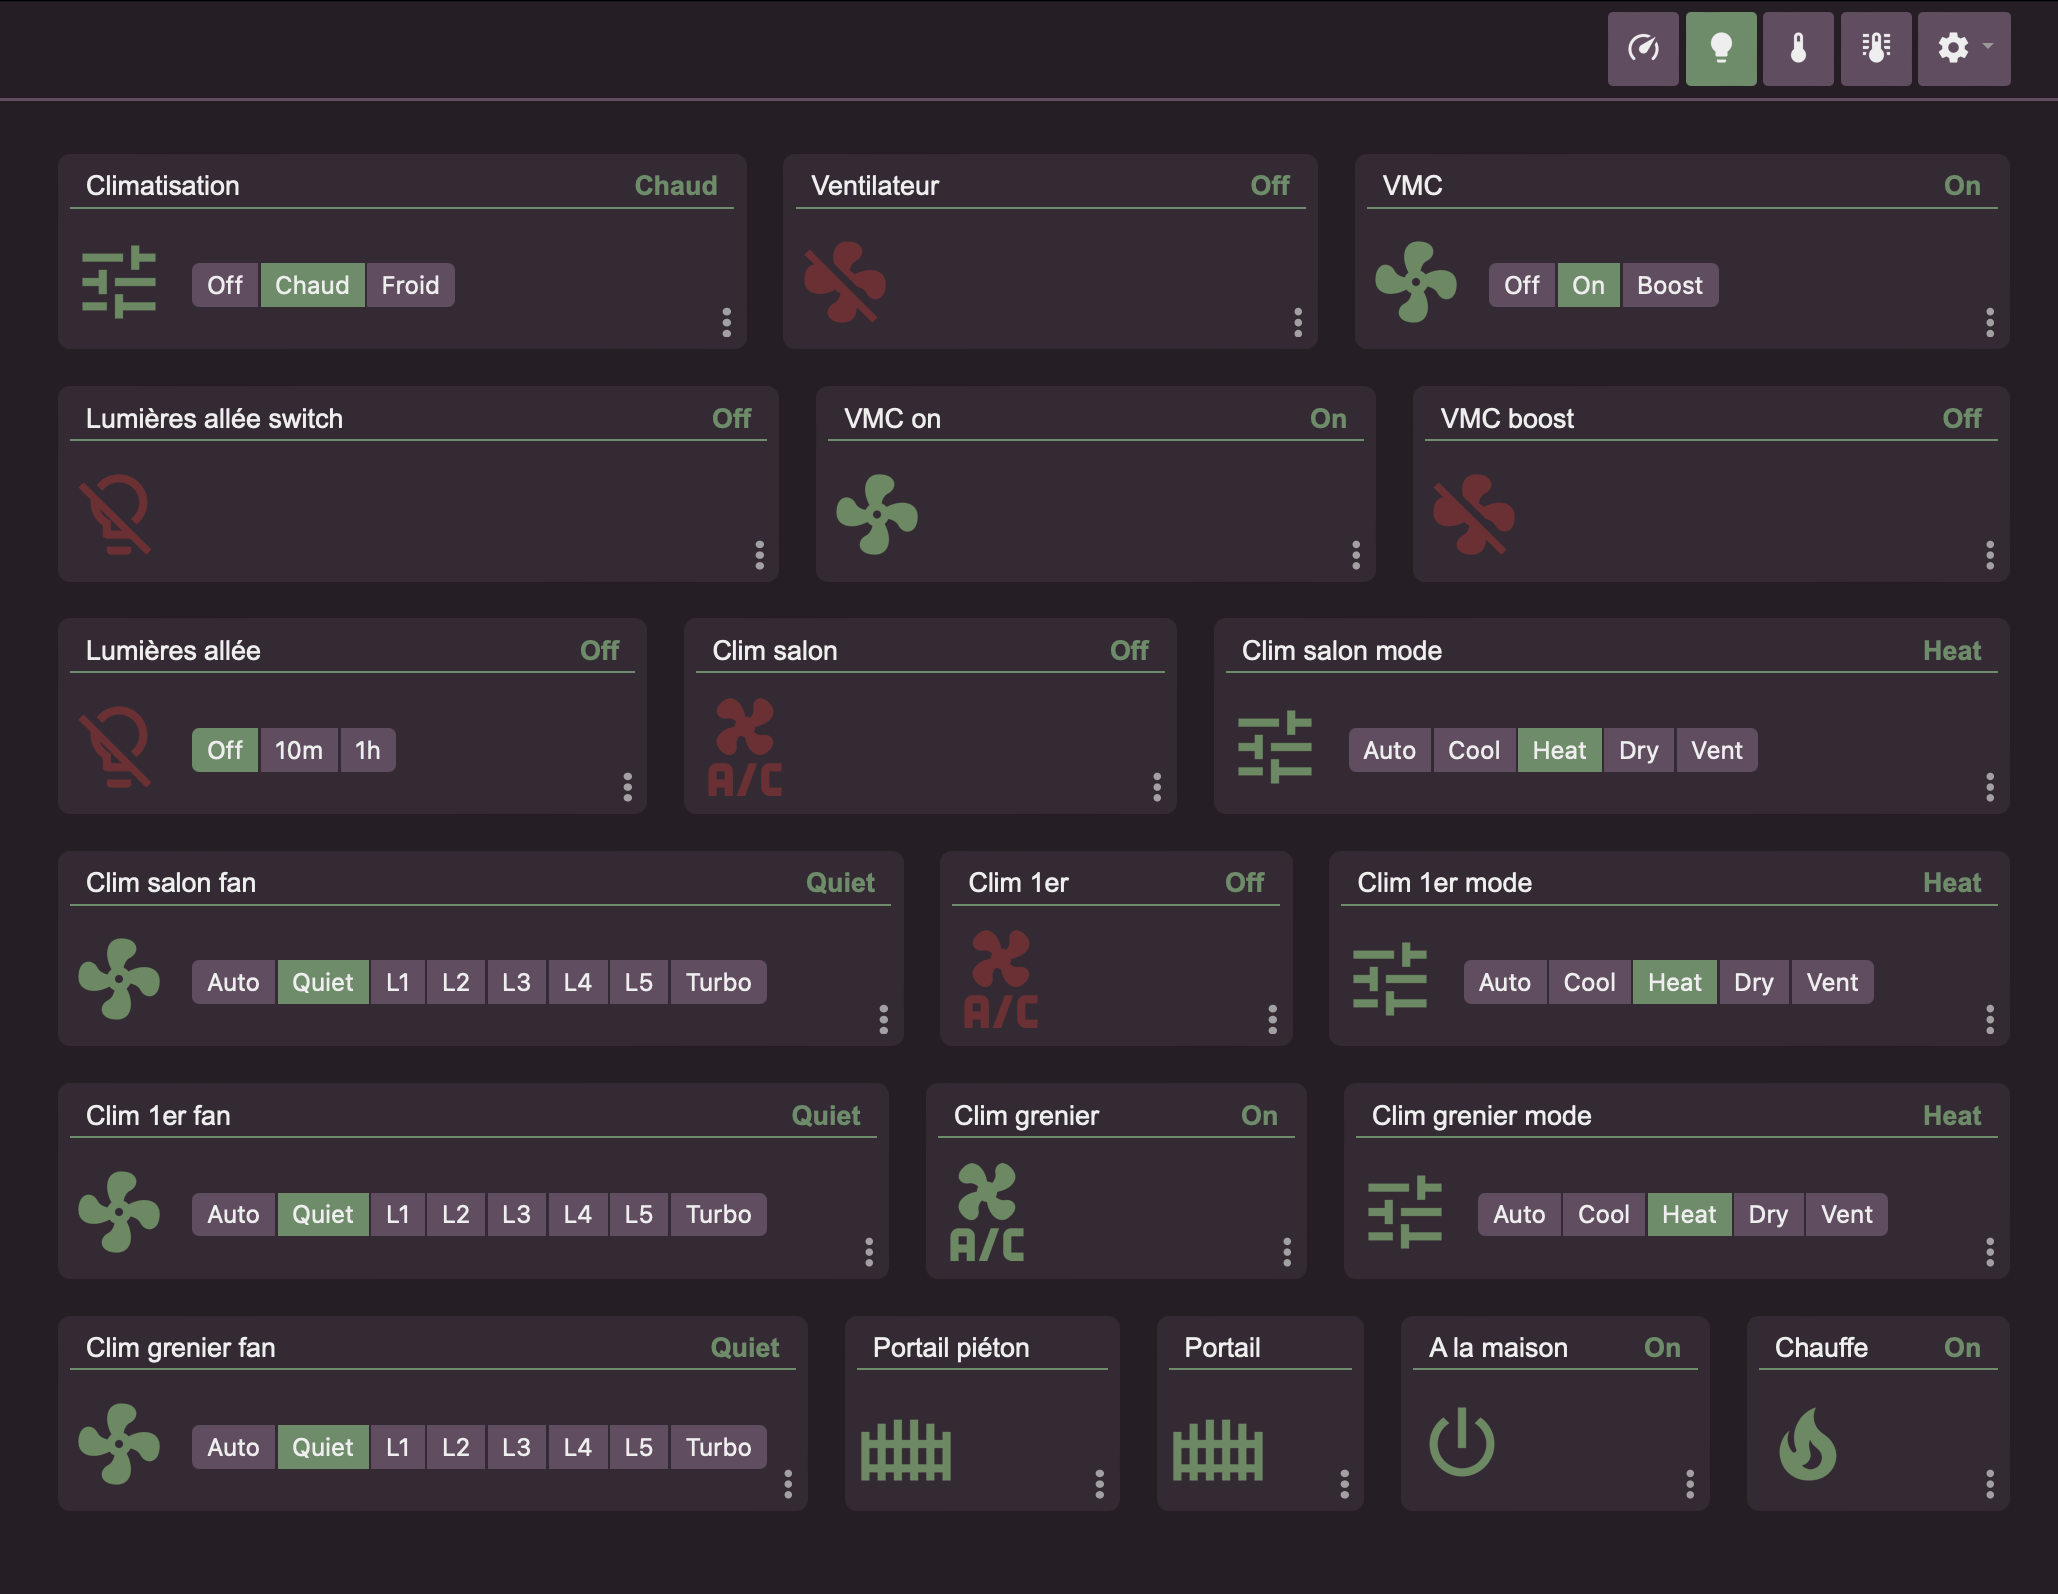 Climatisation Chaud
Off Chaud Froid
Ventilateur Off
VMC On
Off On Boost
Lumières allée switch Off
VMC on On
VMC boost Off
Lumières allée Off
Off 10m 1h
Clim salon Off
A/C
Clim salon mode Heat
Auto Cool Heat Dry Vent
Clim salon fan Quiet
Auto Quiet L1 L2 L3 L4 L5 Turbo
Clim 1er Off
A/C
Clim 1er mode Heat
Auto Cool Heat Dry Vent
Clim 1er fan Quiet
Auto Quiet L1 L2 L3 L4 L5 Turbo
Clim grenier On
A/C
Clim grenier mode Heat
Auto Cool Heat Dry Vent
Clim grenier fan Quiet
Auto Quiet L1 L2 L3 L4 L5 Turbo
Portail piéton
Portail
A la maison On
Chauffe On